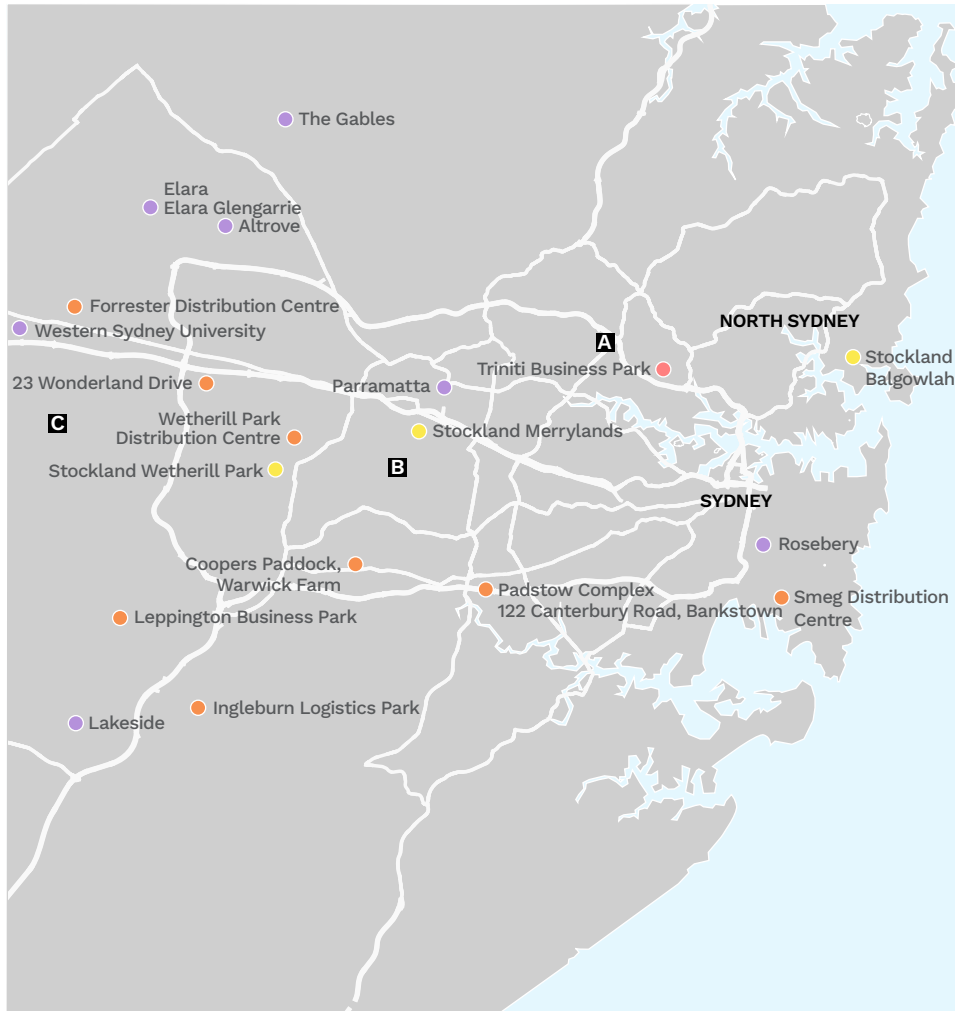 The Gables
Elara
Elara Glengarrie
Altrove
Forrester Distribution Centre
Western Sydney University
NORTH SYDNEY
A
Stockland
Balgowlah
Triniti Business Park
23 Wonderland Drive
Parramatta
C
Wetherill Park
Distribution Centre
Stockland Merrylands
Stockland Wetherill Park
B
SYDNEY
Rosebery
Coopers Paddock,
Warwick Farm
Padstow Complex
122 Canterbury Road, Bankstown
Smeg Distribution
Centre
Leppington Business Park
Ingleburn Logistics Park
Lakeside